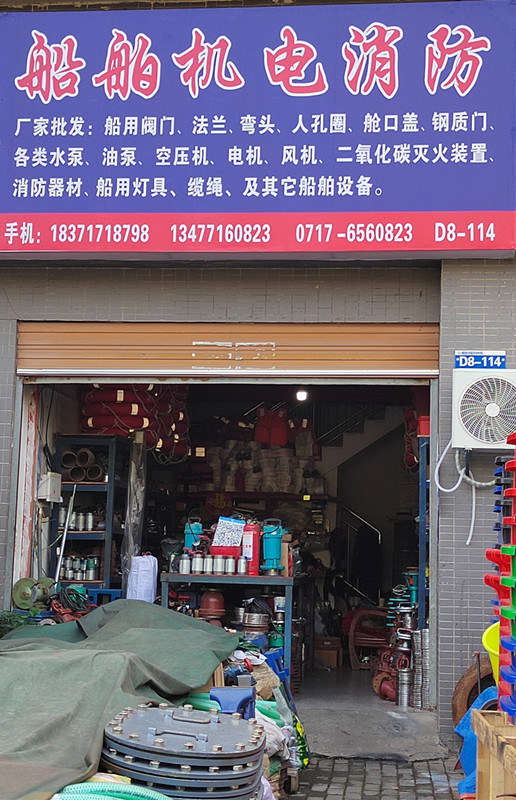 船舶机电消防
厂家批发：船用阀门、法兰、弯头、人孔圈、舱口盖、钢质门、
各类水泵、油泵、空压机、电机、风机、二氧化碳灭火装置、
消防器材、船用灯具、缆绳、及其它船舶设备。
手机：18371718798 13477160823 0717-6560823 D8-114
D8-114